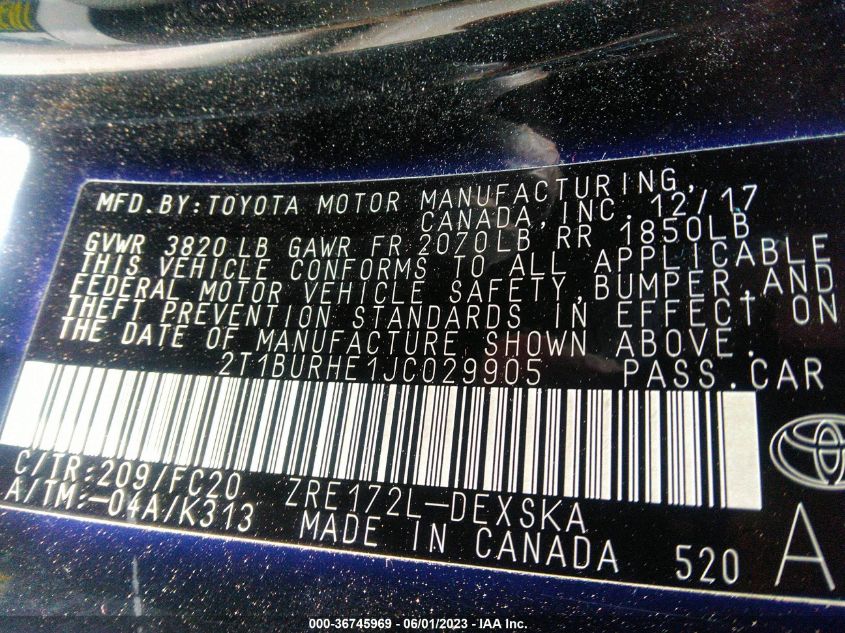 MFD.BY:TOYOTA MOTOR MANUFACTURING,
CANADA, INC. 12/17
GVWR 3820 LB GAWR FR 2070LB RR 1850LB
THIS VEHICLE CONFORMS TO ALL APPLICABLE
FEDERAL MOTOR VEHICLE SAFETY,BUMPER,AND
THEFT PREVENTION STANDARDS IN EFFECT ON
THE DATE OF MANUFACTURE SHOWN ABOVE.
2T1BURHE1JC029905 PASS.CAR
C/TR:209/FC20 ZRE172L-DEXSKA
A/TM:-04A/K313 MADE IN CANADA 520 A
000-36745969 - 06/01/2023 - IAA Inc.